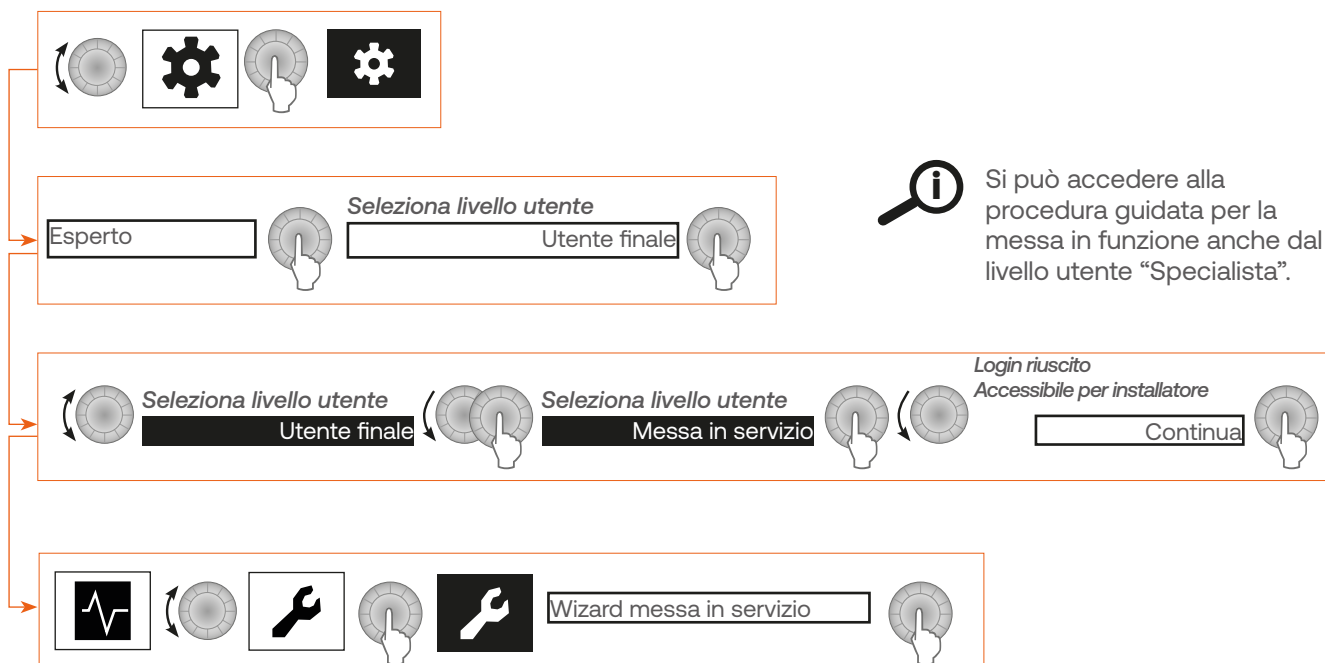 Esperto
Seleziona livello utente
Utente finale
i
Si può accedere alla
procedura guidata per la
messa in funzione anche dal
livello utente “Specialista”.
Seleziona livello utente
Utente finale
Seleziona livello utente
Messa in servizio
Login riuscito
Accessibile per installatore
Continua
Wizard messa in servizio